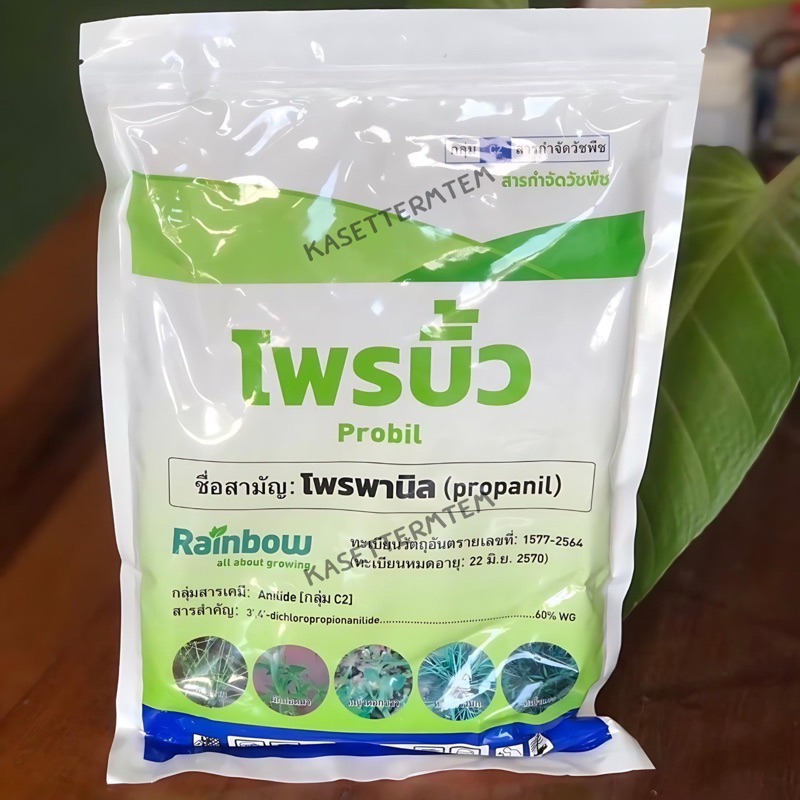 กลุ่ม C2 สารกำจัดวัชพืช
สารกำจัดวัชพืช
KASETTERMTEM
โพรบิ้ว
Probil
ชื่อสามัญ: โพรพานิล (propanil)
KASETTERMTEM
Rainbow
all about growing
ทะเบียนวัตถุอันตรายเลขที่: 1577-2564
(ทะเบียนหมดอายุ: 22 มิ.ย. 2570)
กลุ่มสารเคมี: Anilide [กลุ่ม C2]
สารสำคัญ: 3',4'-dichloropropionanilide.......................................60% WG